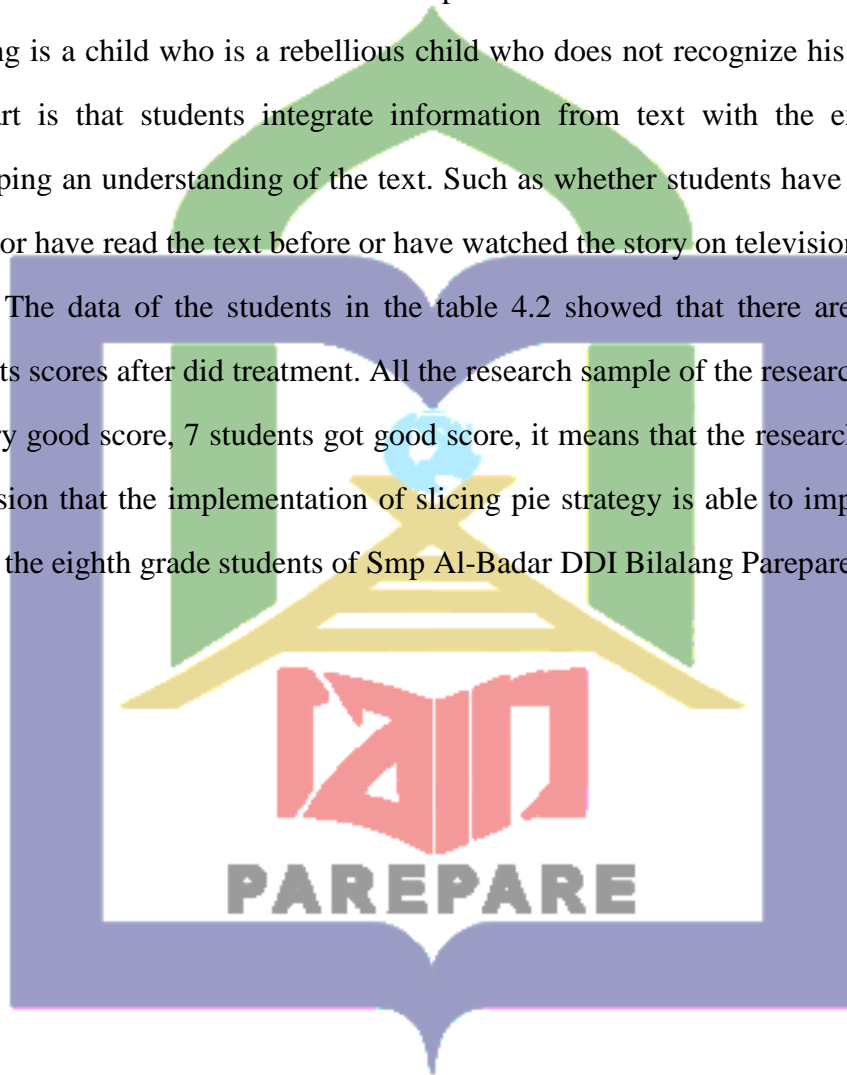 ng is a child who is a rebellious child who does not recognize his
art is that students integrate information from text with the e
ping an understanding of the text. Such as whether students have
or have read the text before or have watched the story on television
The data of the students in the table 4.2 showed that there are
ts scores after did treatment. All the research sample of the researc
ry good score, 7 students got good score, it means that the research
sion that the implementation of slicing pie strategy is able to imp
the eighth grade students of Smp Al-Badar DDI Bilalang Parepare
iain
PAREPARE